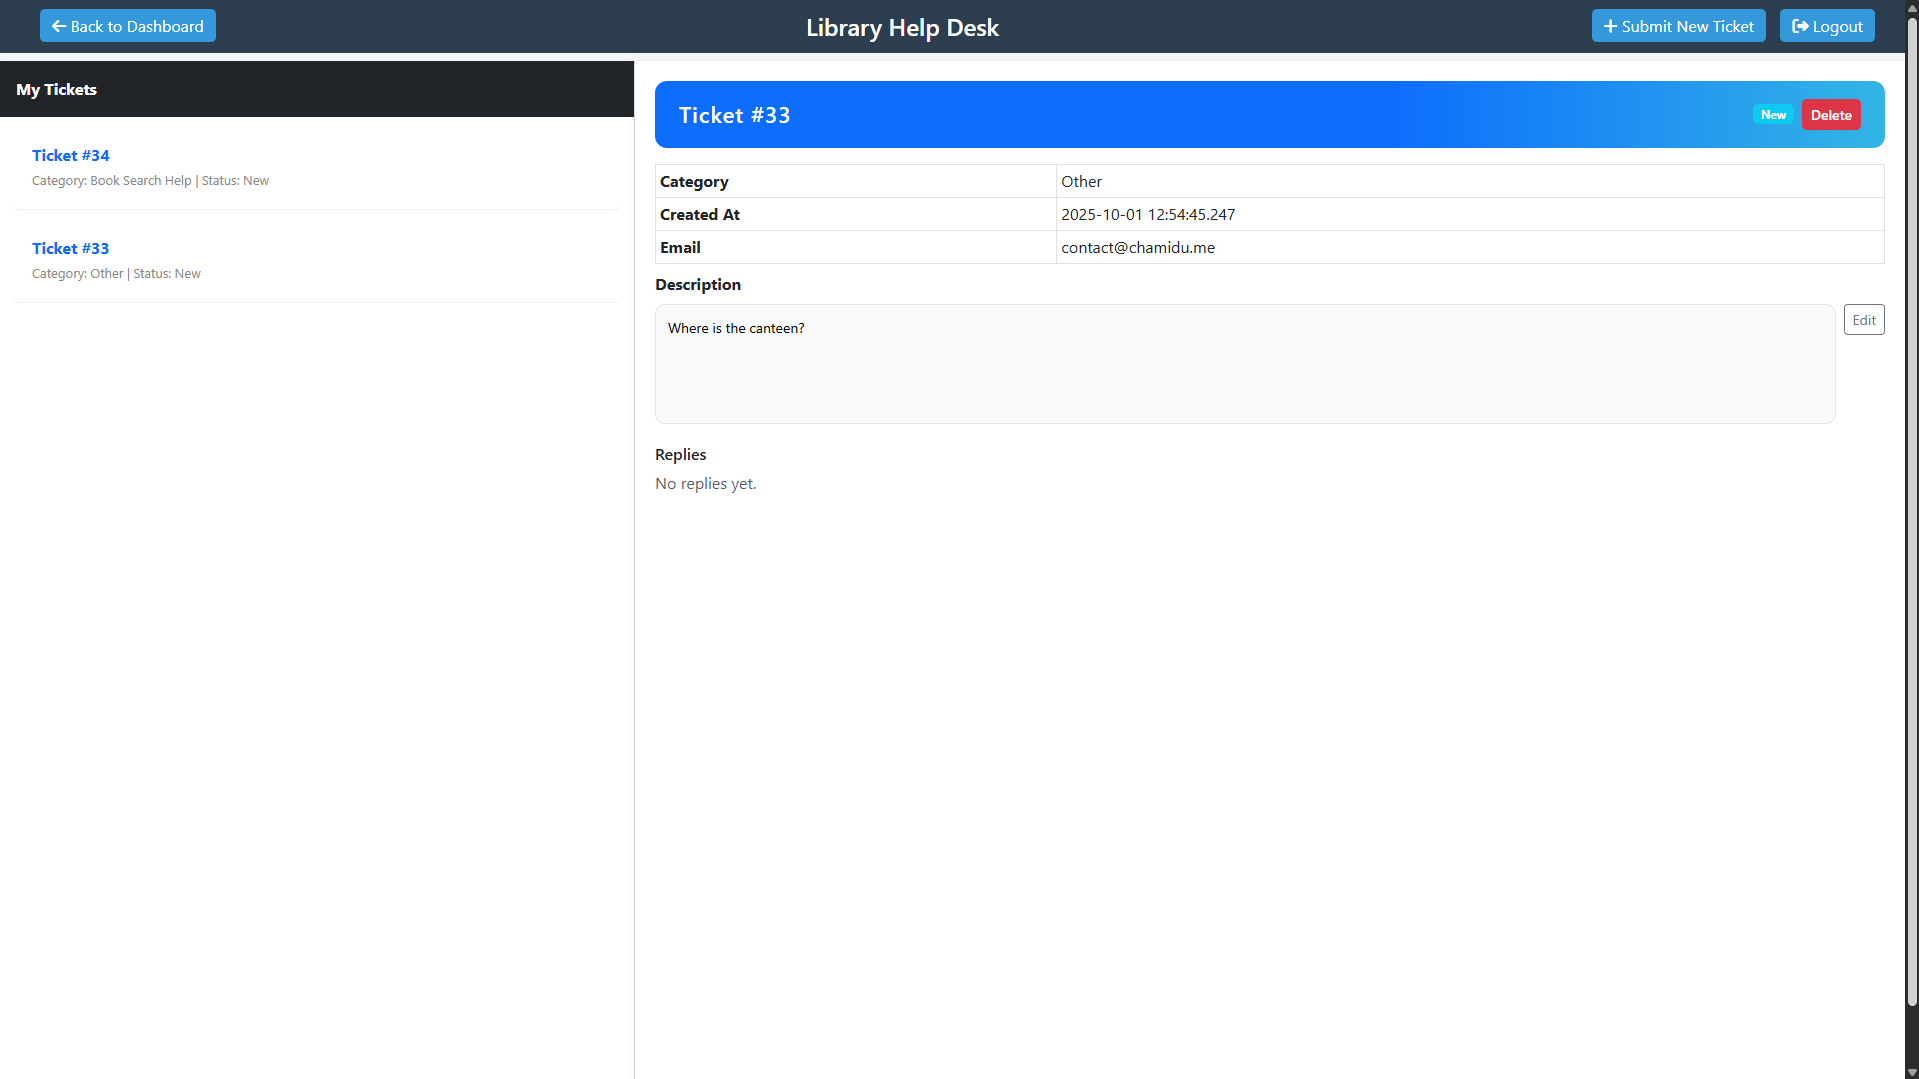 Back to Dashboard
Library Help Desk
Submit New Ticket
Logout
My Tickets
Ticket #34
Category: Book Search Help | Status: New
Ticket #33
Category: Other | Status: New
Ticket #33
New
Delete
Category Other
Created At 2025-10-01 12:54:45.247
Email contact@chamidu.me
Description
Where is the canteen?
Edit
Replies
No replies yet.